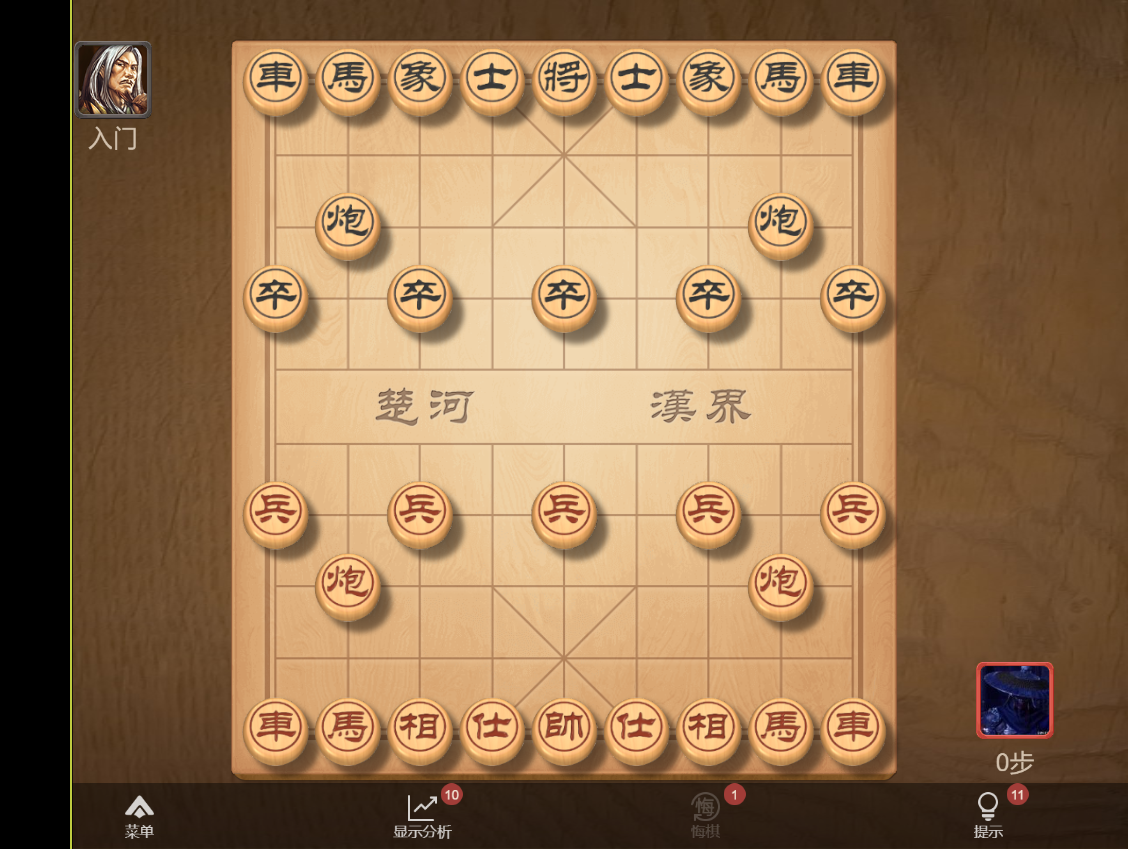 車馬象士將士象馬車
入门
炮炮
卒卒卒卒卒
楚河 漢界
兵兵兵兵兵
炮炮
車馬相仕帥仕相馬車
0步
菜单
10
显示分析
悔
1
悔棋
11
提示